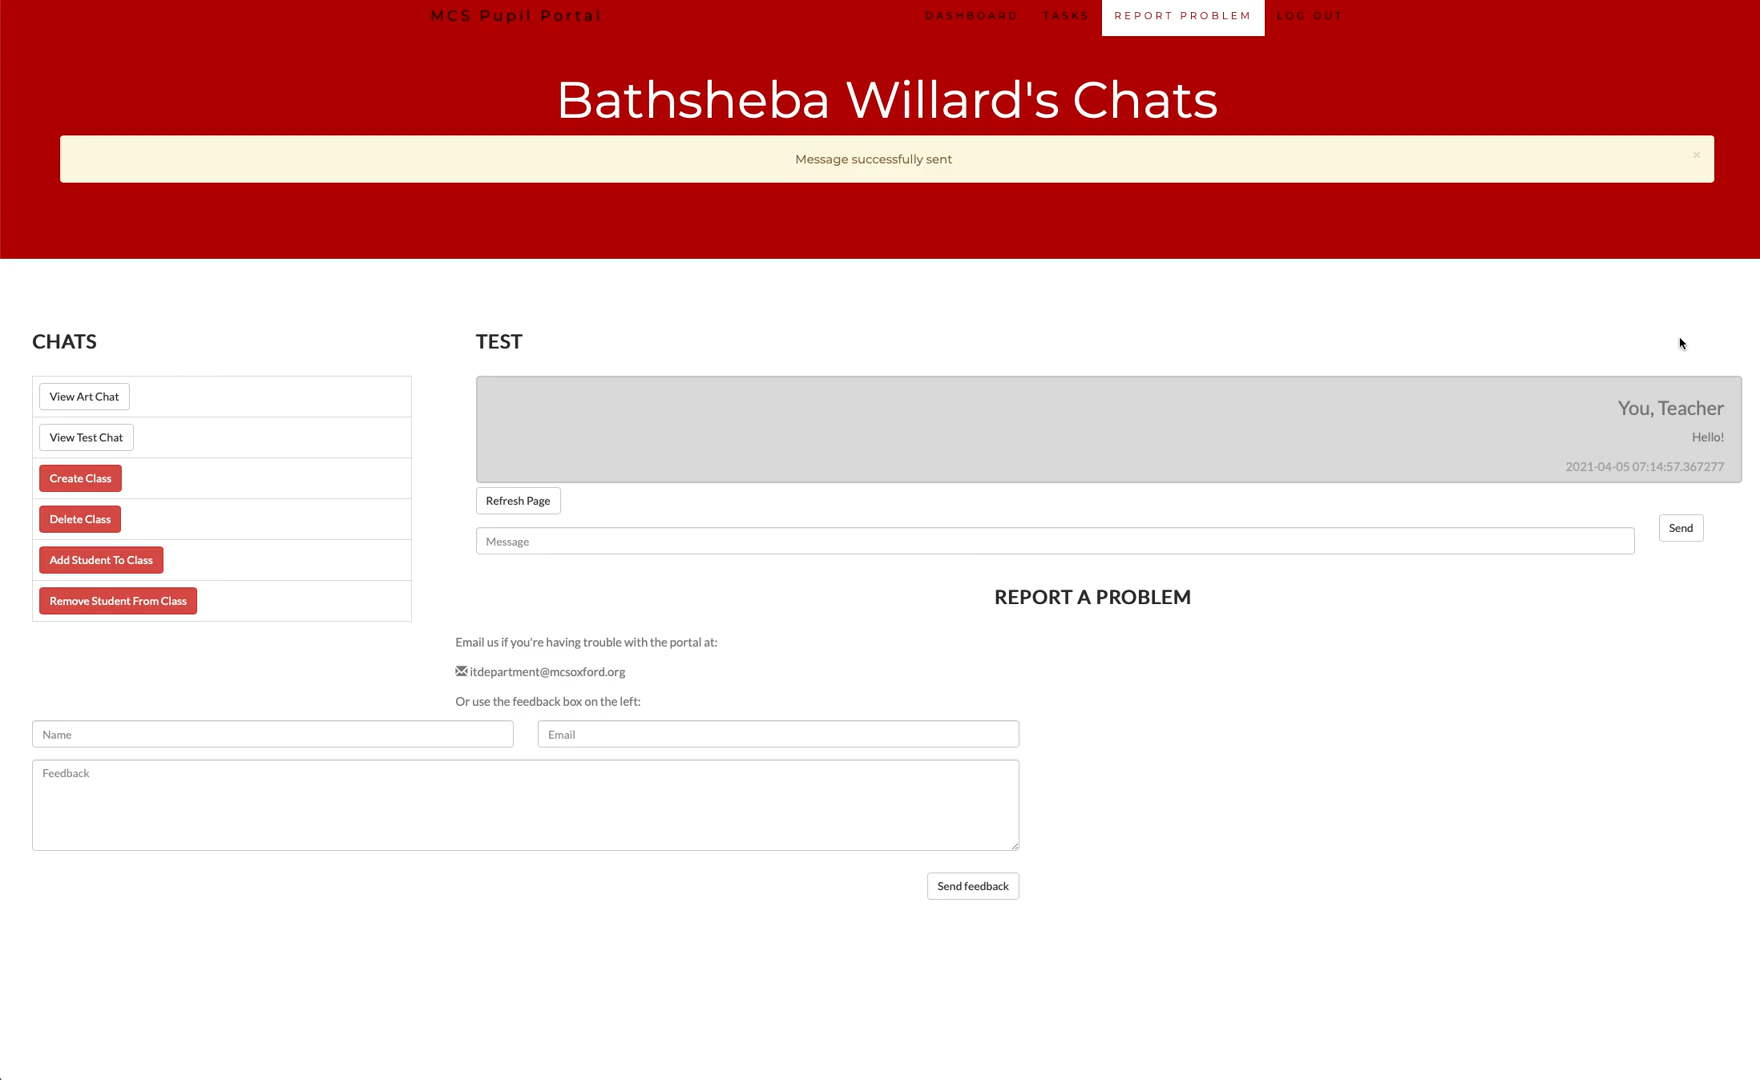 MCS Pupil Portal
DASHBOARD
TASKS
REPORT PROBLEM
LOG OUT
Bathsheba Willard's Chats
Message successfully sent
×
CHATS
View Art Chat
View Test Chat
Create Class
Delete Class
Add Student To Class
Remove Student From Class
TEST
You, Teacher
Hello!
2021-04-05 07:14:57.367277
Refresh Page
Message
Send
REPORT A PROBLEM
Email us if you're having trouble with the portal at:
itdepartment@mcsoxford.org
Or use the feedback box on the left:
Name
Email
Feedback
Send feedback